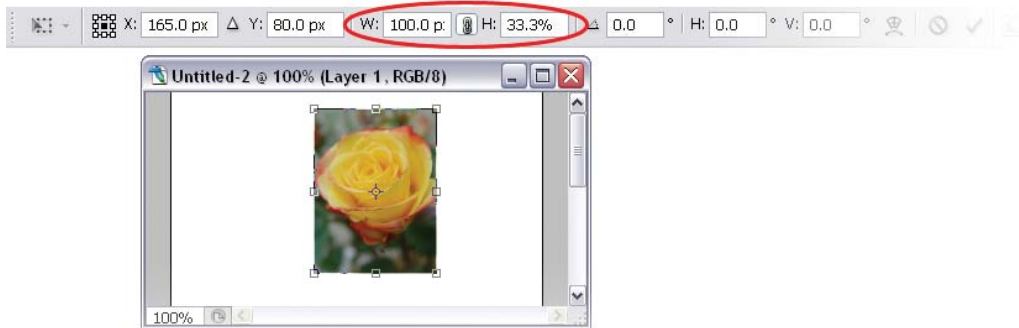 X: 165.0 px Δ Y: 80.0 px W: 100.0 p: H: 33.3% 0.0 ° H: 0.0 ° V: 0.0 °
Untitled-2 @ 100% (Layer 1, RGB/8)
100%